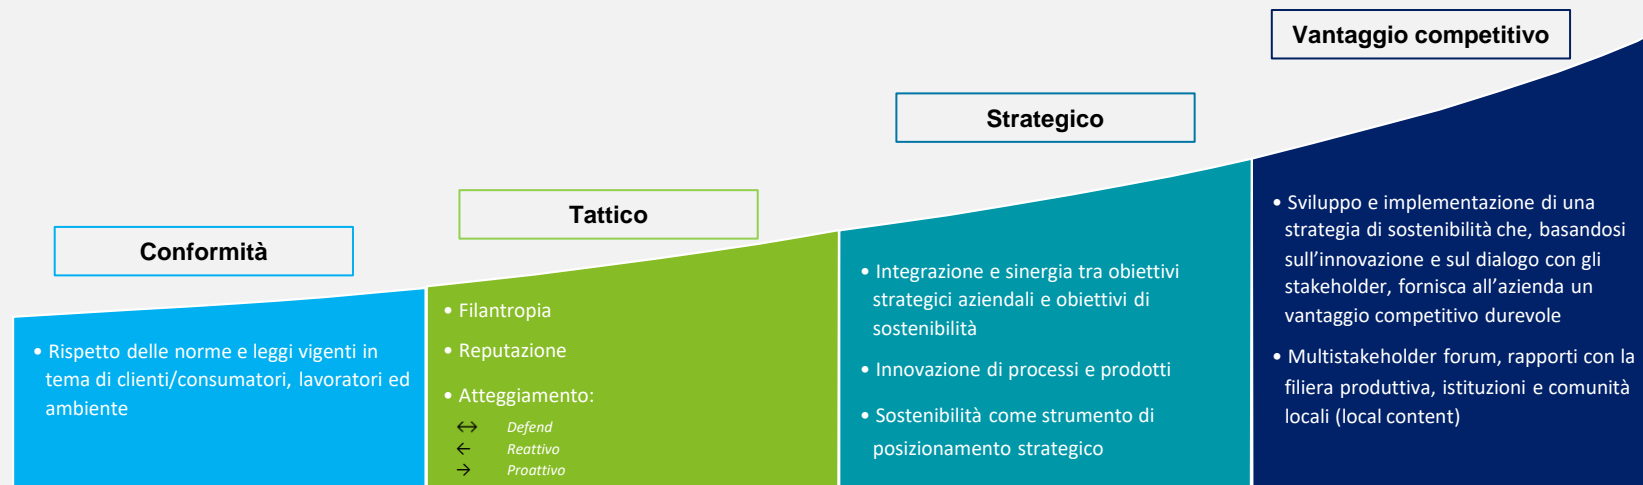 Conformità
• Rispetto delle norme e leggi vigenti in
tema di clienti/consumatori, lavoratori ed
ambiente
Tattico
• Filantropia
• Reputazione
• Atteggiamento:
↔ Defend
← Reattivo
→ Proattivo
Strategico
• Integrazione e sinergia tra obiettivi
strategici aziendali e obiettivi di
sostenibilità
• Innovazione di processi e prodotti
• Sostenibilità come strumento di
posizionamento strategico
Vantaggio competitivo
• Sviluppo e implementazione di una
strategia di sostenibilità che, basandosi
sull’innovazione e sul dialogo con gli
stakeholder, fornisca all’azienda un
vantaggio competitivo durevole
• Multistakeholder forum, rapporti con la
filiera produttiva, istituzioni e comunità
locali (local content)